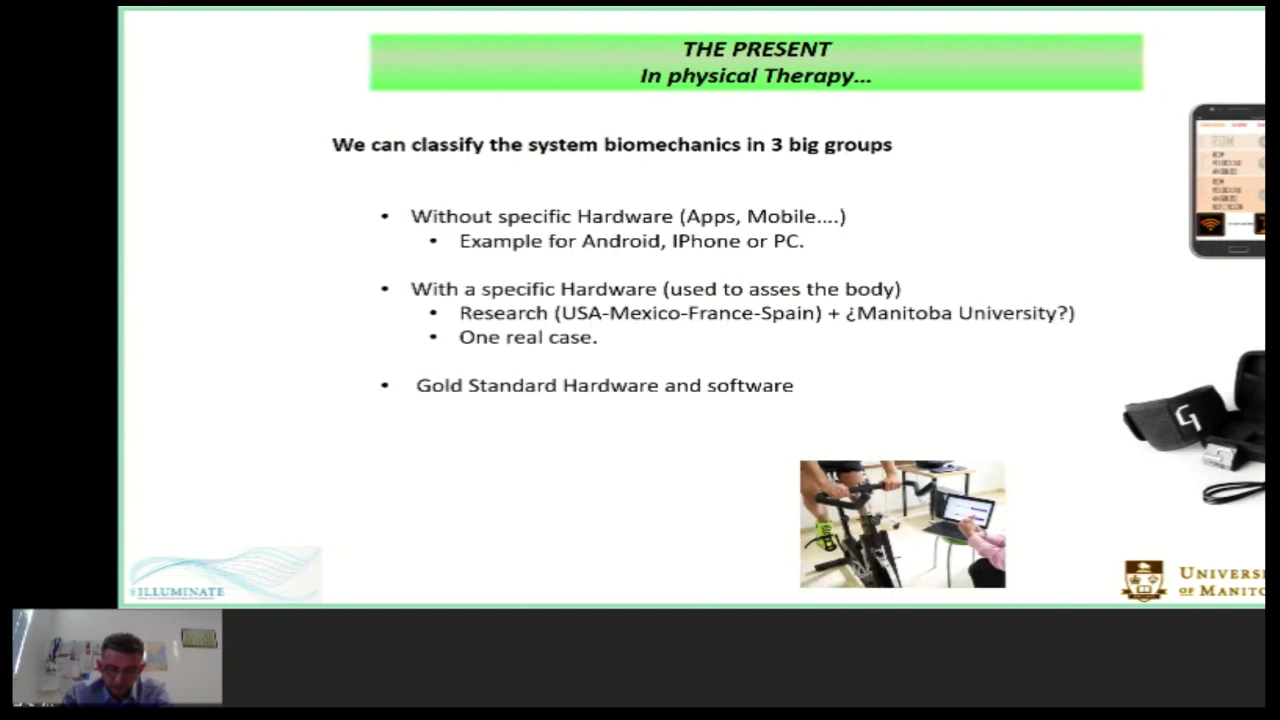 THE PRESENT
In physical Therapy...
We can classify the system biomechanics in 3 big groups
• Without specific Hardware (Apps, Mobile....)
• Example for Android, IPhone or PC.
• With a specific Hardware (used to asses the body)
• Research (USA-Mexico-France-Spain) + ¿Manitoba University?)
• One real case.
• Gold Standard Hardware and software
ILLUMINATE
UNIVERSI
OF MANITO